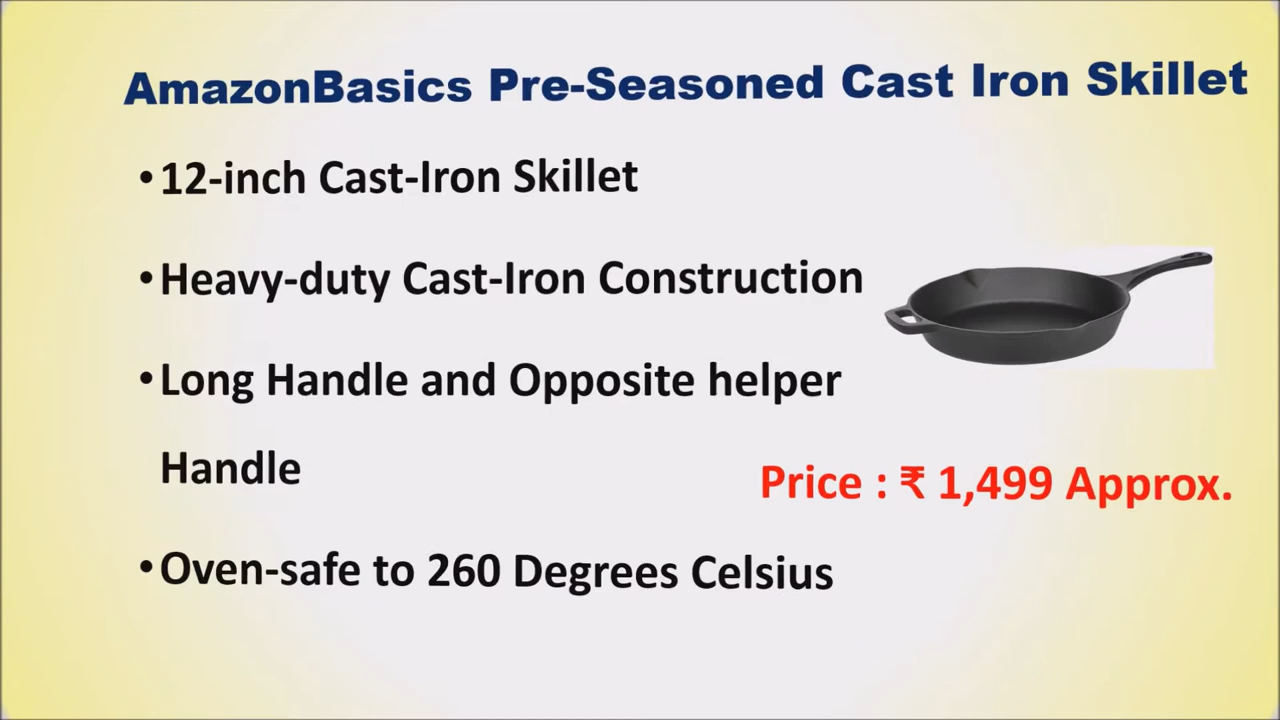 AmazonBasics Pre-Seasoned Cast Iron Skillet
•12-inch Cast-Iron Skillet
•Heavy-duty Cast-Iron Construction
•Long Handle and Opposite helper
Handle
Price : ₹ 1,499 Approx.
•Oven-safe to 260 Degrees Celsius